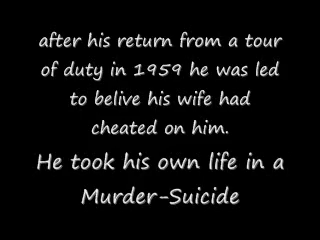 after his return from a tour
of duty in 1959 he was led
to belive his wife had
cheated on him.
He took his own life in a
Murder-Suicide